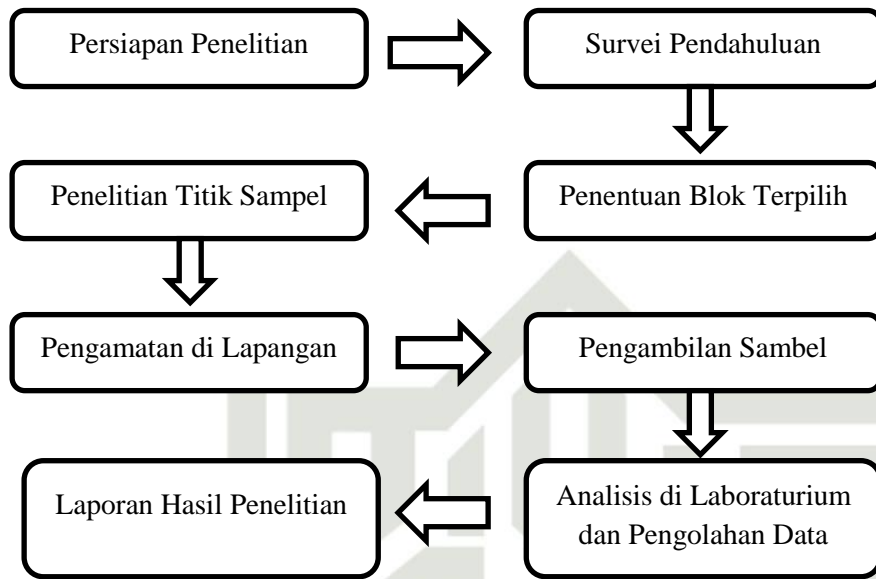 Persiapan Penelitian
Survei Pendahuluan
Penentuan Blok Terpilih
Penelitian Titik Sampel
Pengamatan di Lapangan
Pengambilan Sambel
Analisis di Laboraturium
dan Pengolahan Data
Laporan Hasil Penelitian